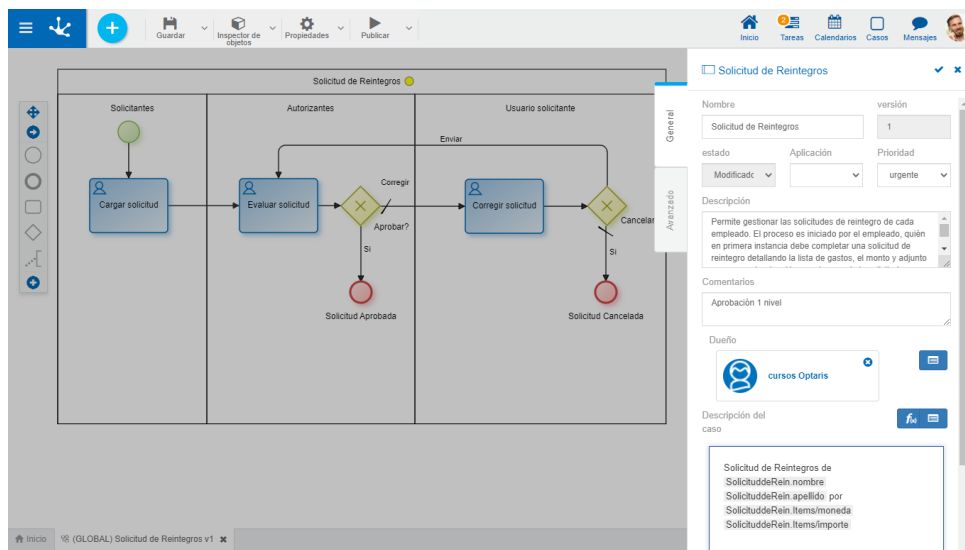 Guardar
Inspector de
objetos
Propiedades
Publicar
Inicio
2
Tareas
Calendarios
Casos
Mensajes
Solicitud de Reintegros
Solicitantes
Autorizantes
Usuario solicitante
Enviar
Cargar solicitud
Evaluar solicitud
Corregir
Aprobar?
Si
Solicitud Aprobada
Corregir solicitud
Cancelar
Si
Solicitud Cancelada
General
Avanzado
Solicitud de Reintegros
Nombre
versión
Solicitud de Reintegros
1
estado
Aplicación
Prioridad
Modificadc
urgente
Descripción
Permite gestionar las solicitudes de reintegro de cada
empleado. El proceso es iniciado por el empleado, quièn
en primera instancia debe completar una solicitud de
reintegro detallando la lista de gastos, el monto y adjunto
Comentarios
Aprobaciòn 1 nivel
Dueño
cursos Optaris
Descripción del
caso
f(x)
Solicitud de Reintegros de
SolicituddeRein.nombre
SolicituddeRein.apellido por
SolicituddeRein.Items/moneda
SolicituddeRein.Items/importe
Inicio
(GLOBAL) Solicitud de Reintegros v1